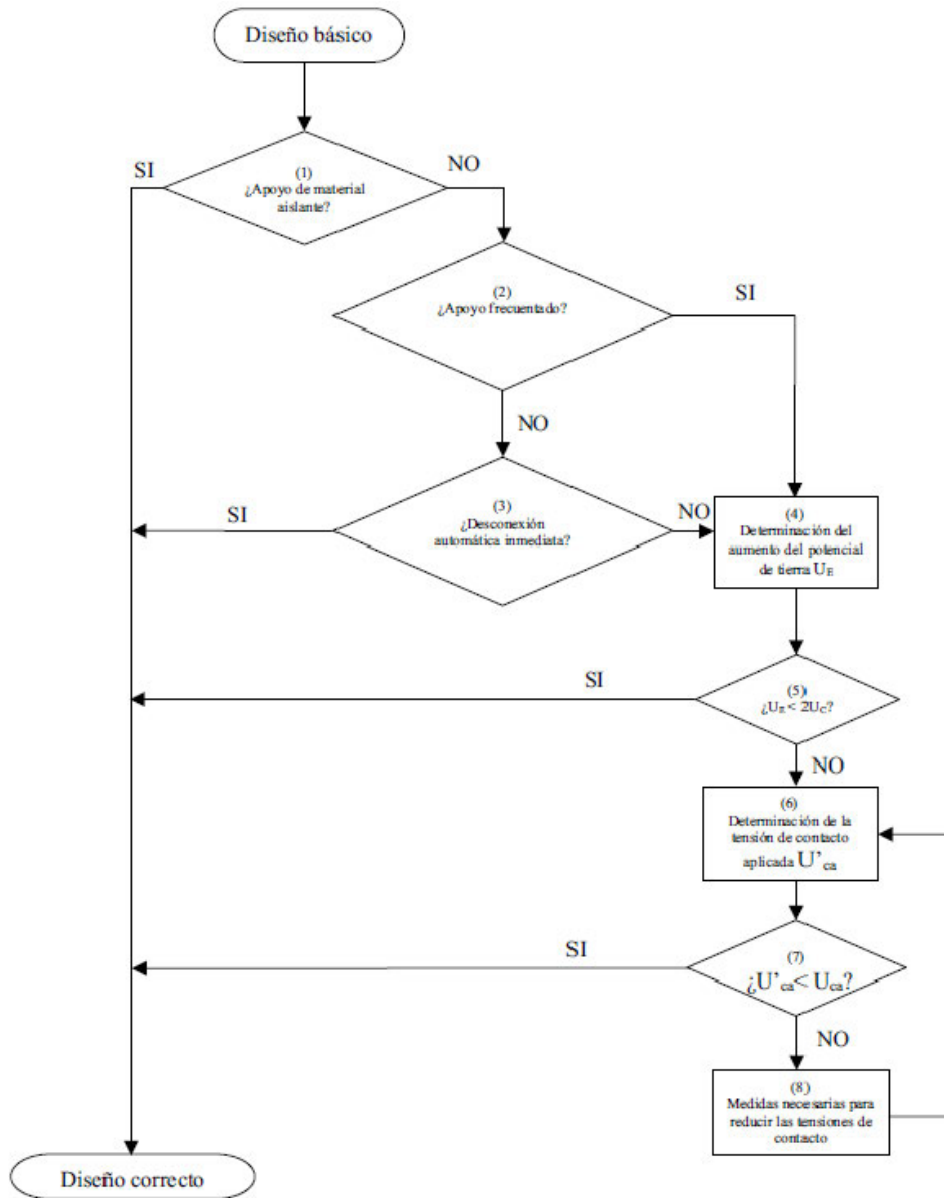 Diseño básico
SI
NO
(1)
¿Apoyo de material
aislante?
(2)
¿Apoyo frecuentado?
SI
NO
(3)
¿Desconexión
automática inmediata?
SI
NO
(4)
Determinación del
aumento del potencial
de tierra UE
(5)
¿UE < 2UC?
SI
NO
(6)
Determinación de la
tensión de contacto
aplicada U’ca
(7)
¿U’ca< Uca?
SI
NO
(8)
Medidas necesarias para
reducir las tensiones de
contacto
Diseño correcto